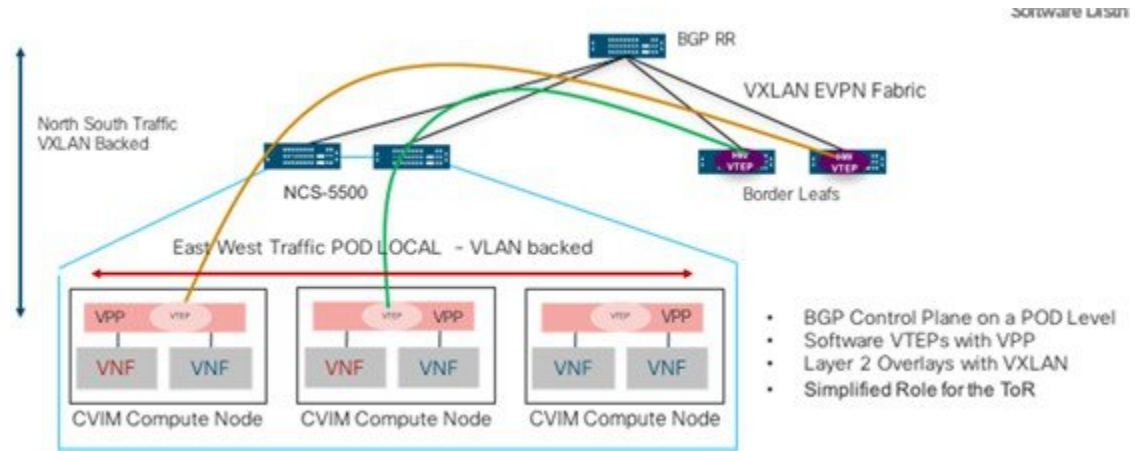 BGP RR
VXLAN EVPN Fabric
North South Traffic
VXLAN Backed
HW
VTEP
HW
VTEP
NCS-5500
Border Leafs
East West Traffic POD LOCAL - VLAN backed
VPP
VTEP
VTEP
VPP
VTEP
VPP
VNF
VNF
VNF
VNF
VNF
VNF
CVIM Compute Node
CVIM Compute Node
CVIM Compute Node
• BGP Control Plane on a POD Level
• Software VTEPs with VPP
• Layer 2 Overlays with VXLAN
• Simplified Role for the ToR